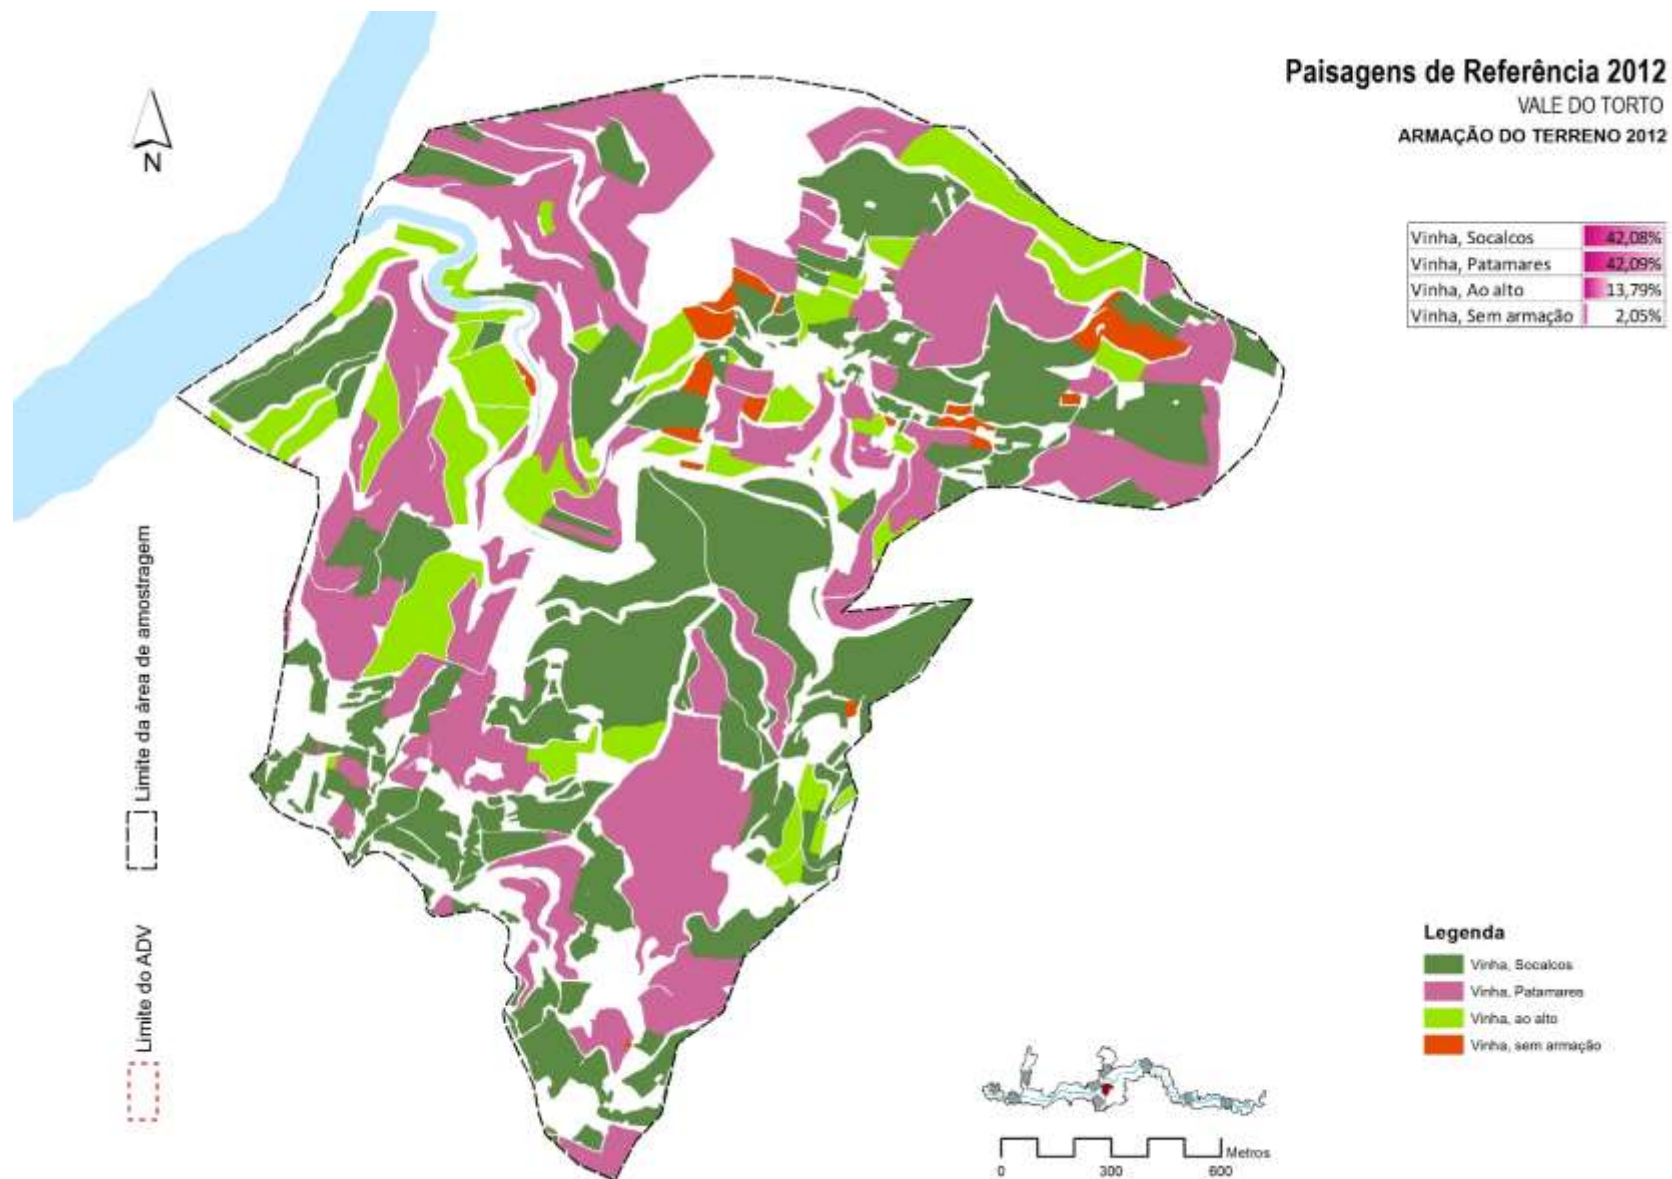 Paisagens de Referência 2012
VALE DO TORTO
ARMAÇÃO DO TERRENO 2012
N
Vinha, Socalcos 42,08%
Vinha, Patamares 42,09%
Vinha, Ao alto 13,79%
Vinha, Sem armação 2,05%
Limite da área de amostragem
Limite do ADV
Legenda
Vinha, Socalcos
Vinha, Patamares
Vinha, ao alto
Vinha, sem armação
Metros
0 300 600